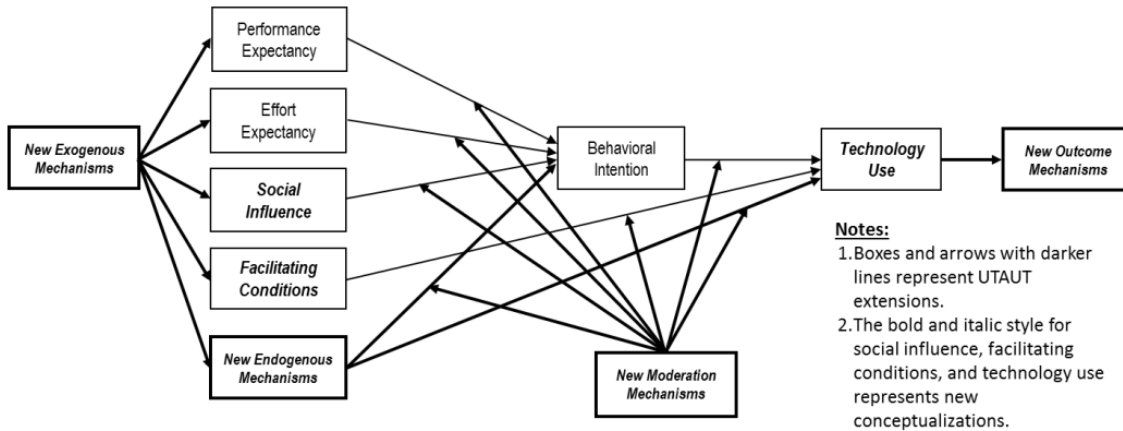 Performance
Expectancy
Effort
Expectancy
New Exogenous
Mechanisms
Social
Influence
Facilitating
Conditions
New Endogenous
Mechanisms
Behavioral
Intention
New Moderation
Mechanisms
Technology
Use
New Outcome
Mechanisms
Notes:
1.Boxes and arrows with darker
lines represent UTAUT
extensions.
2.The bold and italic style for
social influence, facilitating
conditions, and technology use
represents new
conceptualizations.